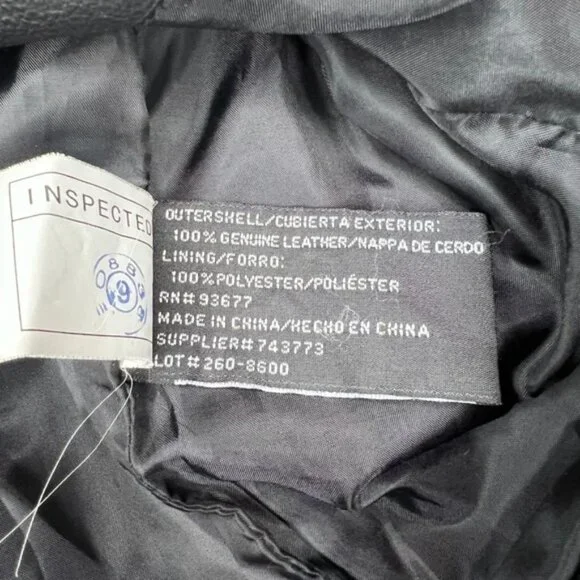 INSPECTED
9
OUTERSHELL/CUBIERTA EXTERIOR:
100% GENUINE LEATHER/NAPPA DE CERDO
LINING/FORRO:
100% POLYESTER/POLIÉSTER
RN# 93677
MADE IN CHINA/HECHO EN CHINA
SUPPLIER# 743773
LOT# 260-8600